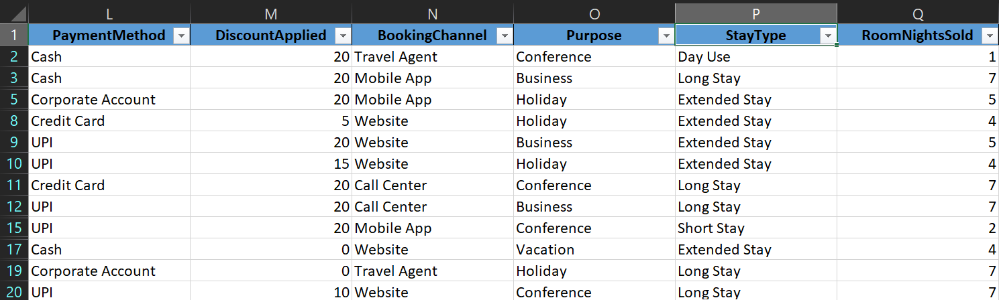 L M N O P Q
1 PaymentMethod DiscountApplied BookingChannel Purpose StayType RoomNightsSold
2 Cash 20 Travel Agent Conference Day Use 1
3 Cash 20 Mobile App Business Long Stay 7
5 Corporate Account 20 Mobile App Holiday Extended Stay 5
8 Credit Card 5 Website Holiday Extended Stay 4
9 UPI 20 Website Business Extended Stay 5
10 UPI 15 Website Holiday Extended Stay 4
11 Credit Card 20 Call Center Conference Long Stay 7
12 UPI 20 Call Center Business Long Stay 7
15 UPI 20 Mobile App Conference Short Stay 2
17 Cash 0 Website Vacation Extended Stay 4
19 Corporate Account 0 Travel Agent Holiday Long Stay 7
20 UPI 10 Website Conference Long Stay 7